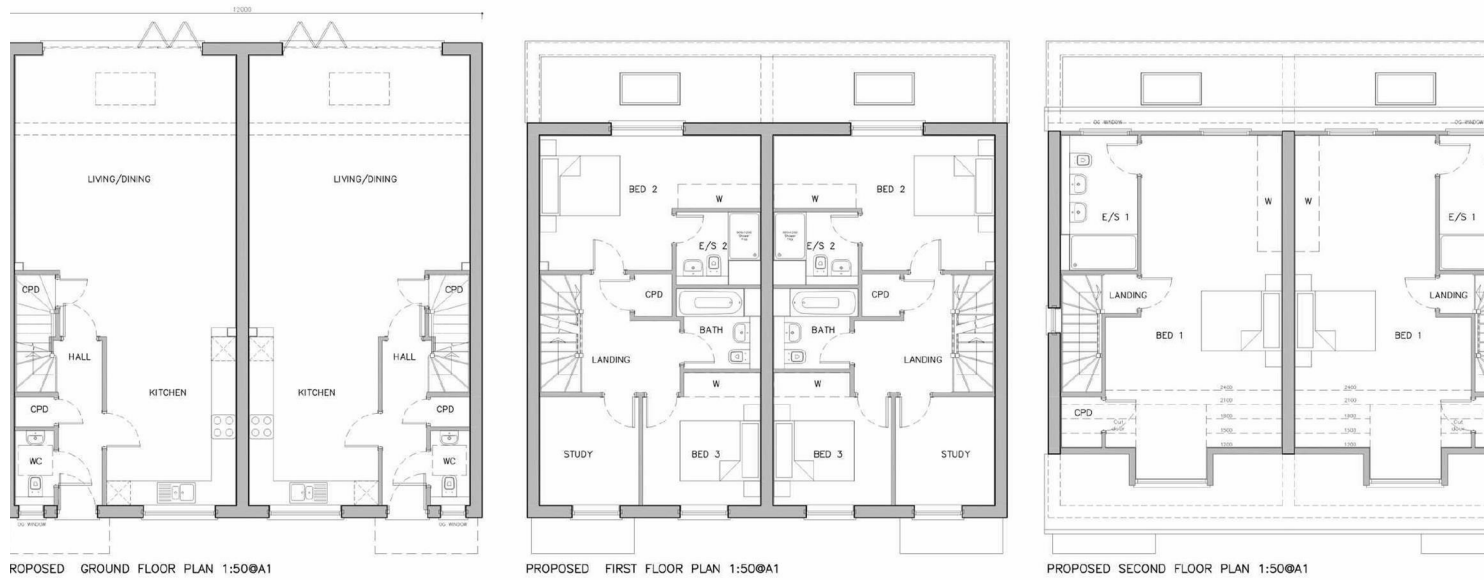 12000
LIVING/DINING
LIVING/DINING
CPD
CPD
HALL
HALL
KITCHEN
KITCHEN
CPD
CPD
WC
WC
OG WINDOW
OG WINDOW
ROPOSED GROUND FLOOR PLAN 1:50@A1
BED 2
BED 2
W
W
E/S 2
E/S 2
CPD
CPD
BATH
BATH
LANDING
LANDING
W
W
STUDY
BED 3
BED 3
STUDY
PROPOSED FIRST FLOOR PLAN 1:50@A1
OG WINDOW
OG WINDOW
E/S 1
W
W
E/S 1
LANDING
LANDING
BED 1
BED 1
2400
2400
2100
2100
CPD
1800
1800
1500
1500
1200
1200
PROPOSED SECOND FLOOR PLAN 1:50@A1